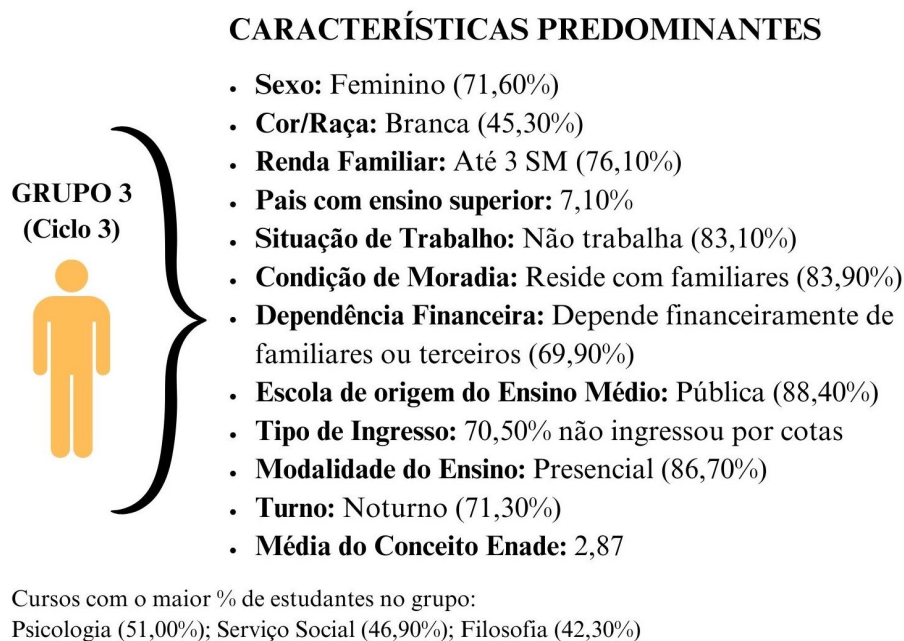 CARACTERÍSTICAS PREDOMINANTES
GRUPO 3
(Ciclo 3)
• Sexo: Feminino (71,60%)
• Cor/Raça: Branca (45,30%)
• Renda Familiar: Até 3 SM (76,10%)
• Pais com ensino superior: 7,10%
• Situação de Trabalho: Não trabalha (83,10%)
• Condição de Moradia: Reside com familiares (83,90%)
• Dependência Financeira: Depende financeiramente de
familiares ou terceiros (69,90%)
• Escola de origem do Ensino Médio: Pública (88,40%)
• Tipo de Ingresso: 70,50% não ingressou por cotas
• Modalidade do Ensino: Presencial (86,70%)
• Turno: Noturno (71,30%)
• Média do Conceito Enade: 2,87
Cursos com o maior % de estudantes no grupo:
Psicologia (51,00%); Serviço Social (46,90%); Filosofia (42,30%)